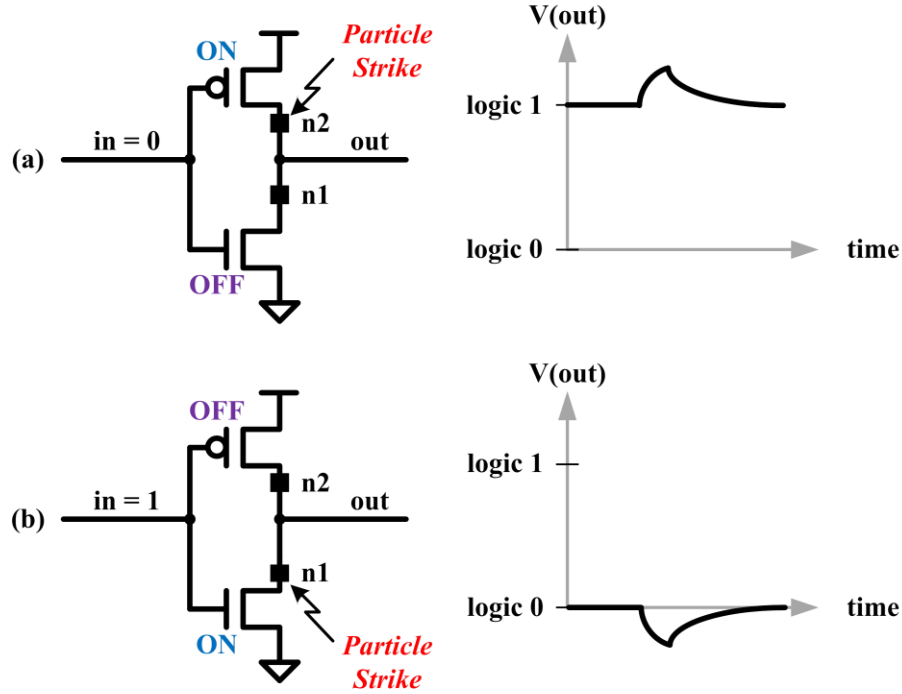 ON
Particle
Strike
n2
in = 0
out
(a)
n1
OFF
V(out)
logic 1
logic 0
time
OFF
n2
in = 1
out
(b)
n1
ON
Particle
Strike
V(out)
logic 1
logic 0
time